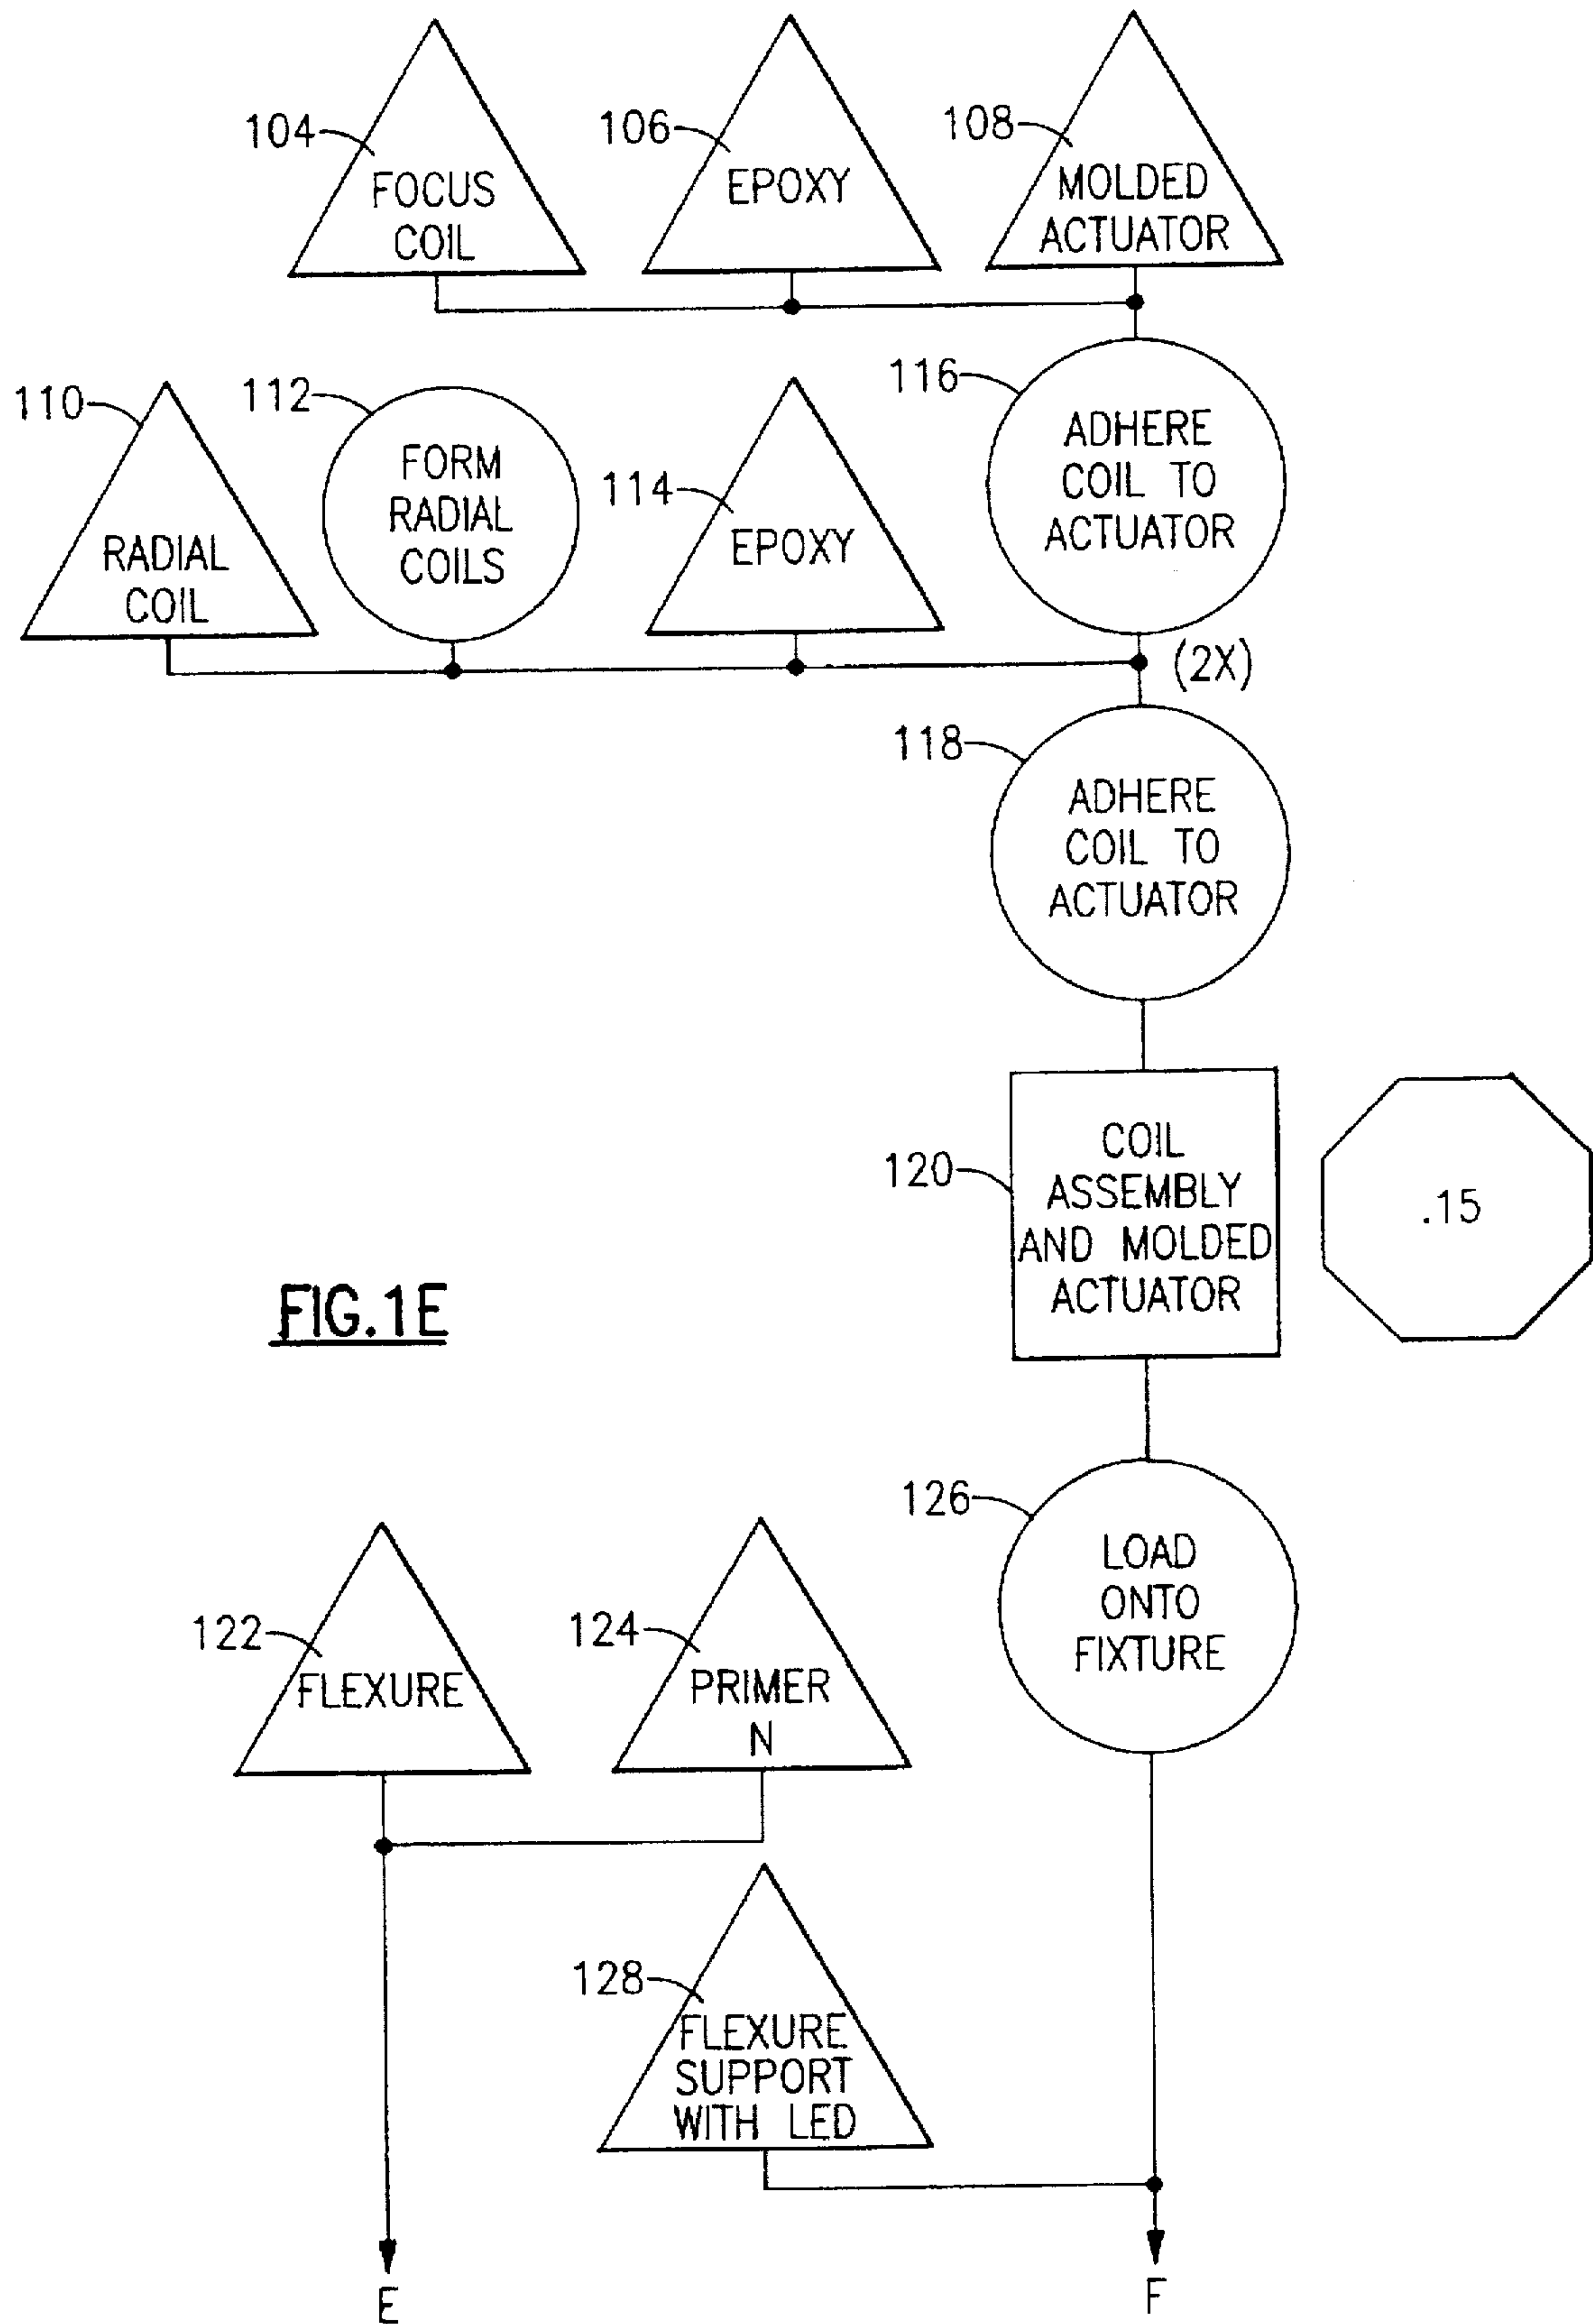 104
FOCUS
COIL
106
EPOXY
108
MOLDED
ACTUATOR
110
RADIAL
COIL
112
FORM
RADIAL
COILS
114
EPOXY
116
ADHERE
COIL TO
ACTUATOR
(2X)
118
ADHERE
COIL TO
ACTUATOR
120
COIL
ASSEMBLY
AND MOLDED
ACTUATOR
.15
FIG.1E
122
FLEXURE
124
PRIMER
N
126
LOAD
ONTO
FIXTURE
128
FLEXURE
SUPPORT
WITH LED
E
F